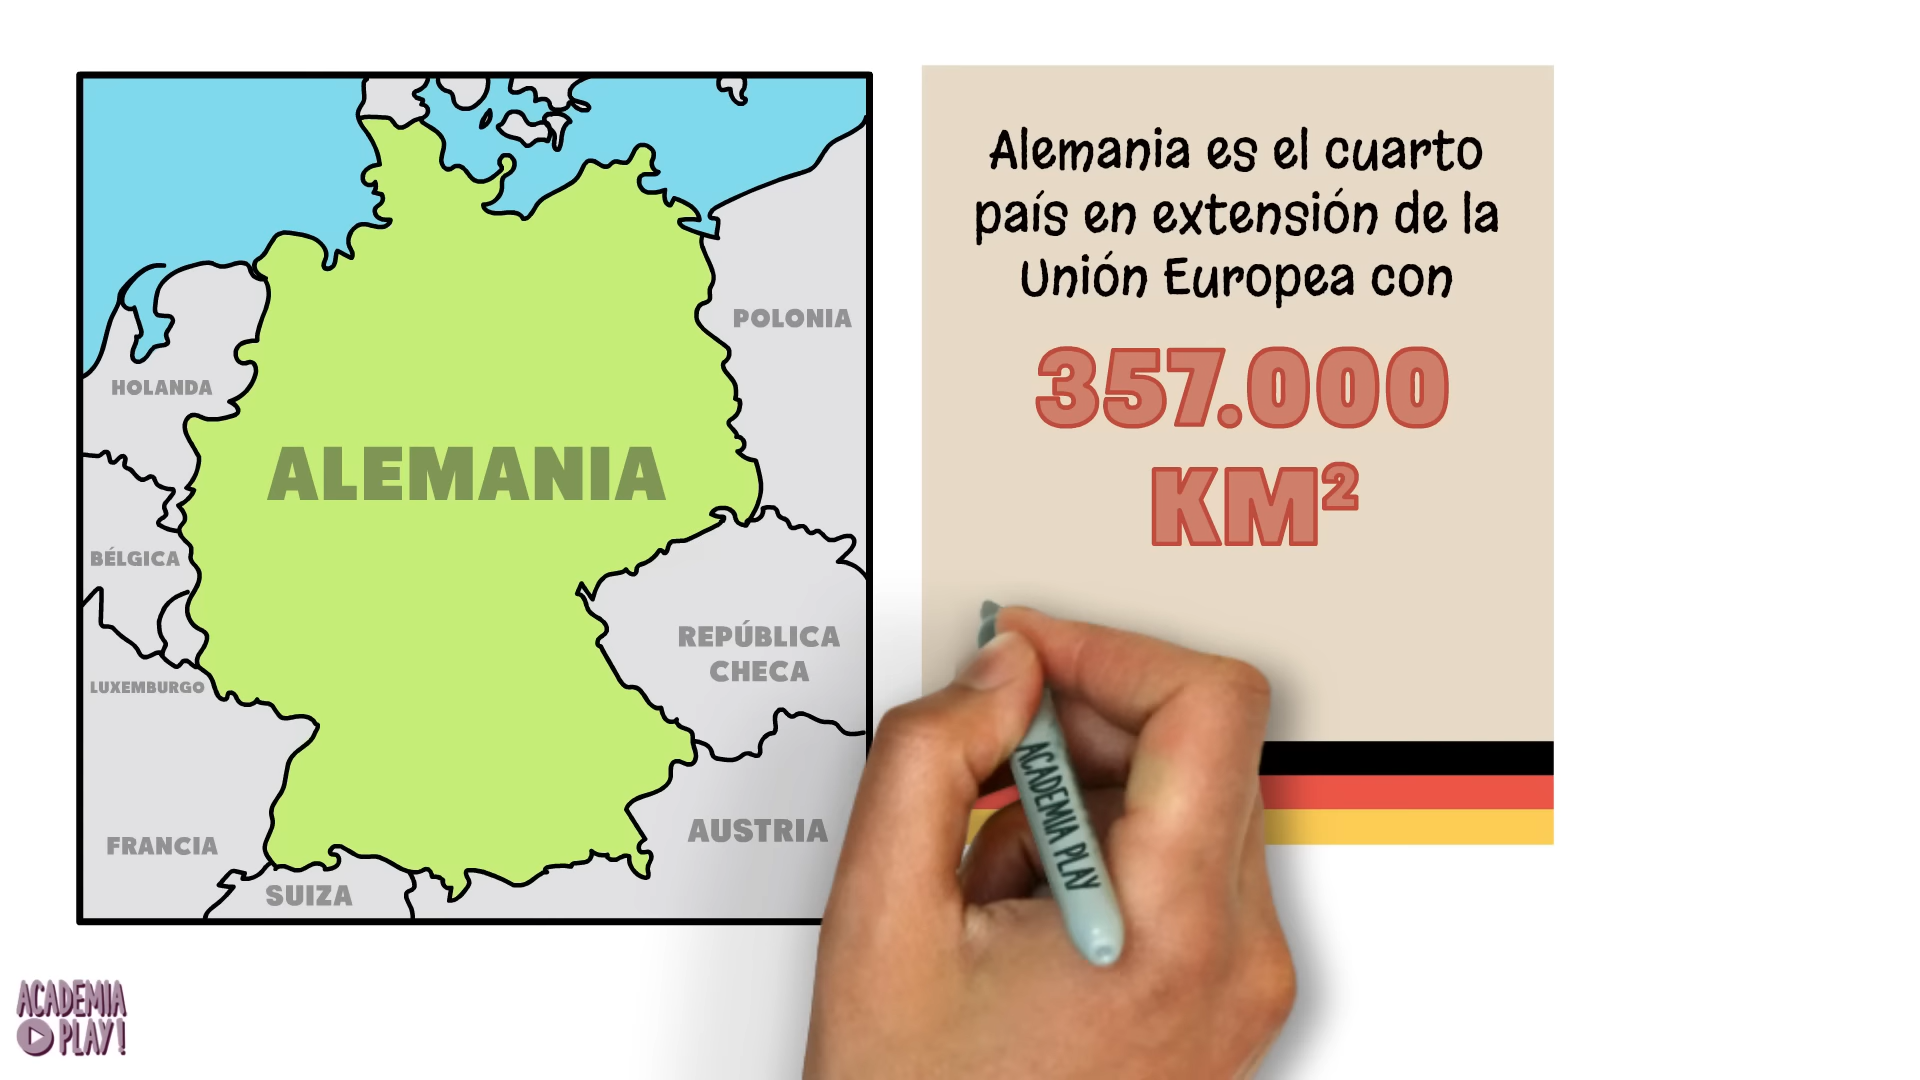 Alemania es el cuarto
país en extensión de la
Unión Europea con
357.000
KM²
POLONIA
HOLANDA
ALEMANIA
BÉLGICA
REPÚBLICA
CHECA
LUXEMBURGO
AUSTRIA
FRANCIA
SUIZA
ACADEMIA PLAY
ACADEMIA
PLAY!